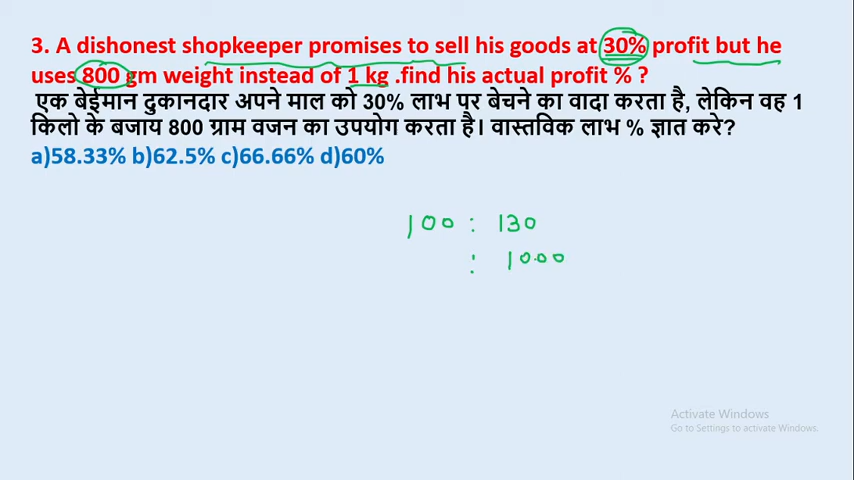 3. A dishonest shopkeeper promises to sell his goods at 30% profit but he
uses 800 gm weight instead of 1 kg .find his actual profit % ?
एक बेईमान दुकानदार अपने माल को 30% लाभ पर बेचने का वादा करता है, लेकिन वह 1
किलो के बजाय 800 ग्राम वजन का उपयोग करता है। वास्तविक लाभ % ज्ञात करे?
a)58.33% b)62.5% c)66.66% d)60%
100 : 130
: 1000
Activate Windows
Go to Settings to activate Windows.